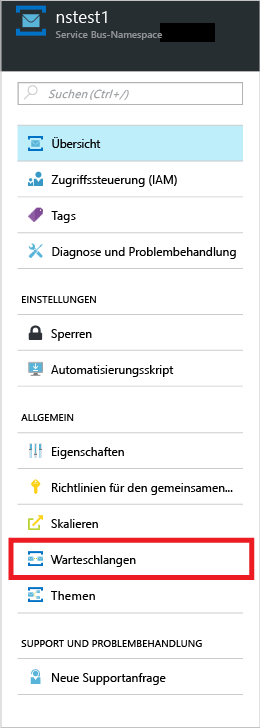 nstest1
Service Bus-Namespace
Suchen (Ctrl+/)
Übersicht
Zugriffssteuerung (IAM)
Tags
Diagnose und Problembehandlung
EINSTELLUNGEN
Sperren
Automatisierungsskript
ALLGEMEIN
Eigenschaften
Richtlinien für den gemeinsamen...
Skalieren
Warteschlangen
Themen
SUPPORT UND PROBLEMBEHANDLUNG
Neue Supportanfrage